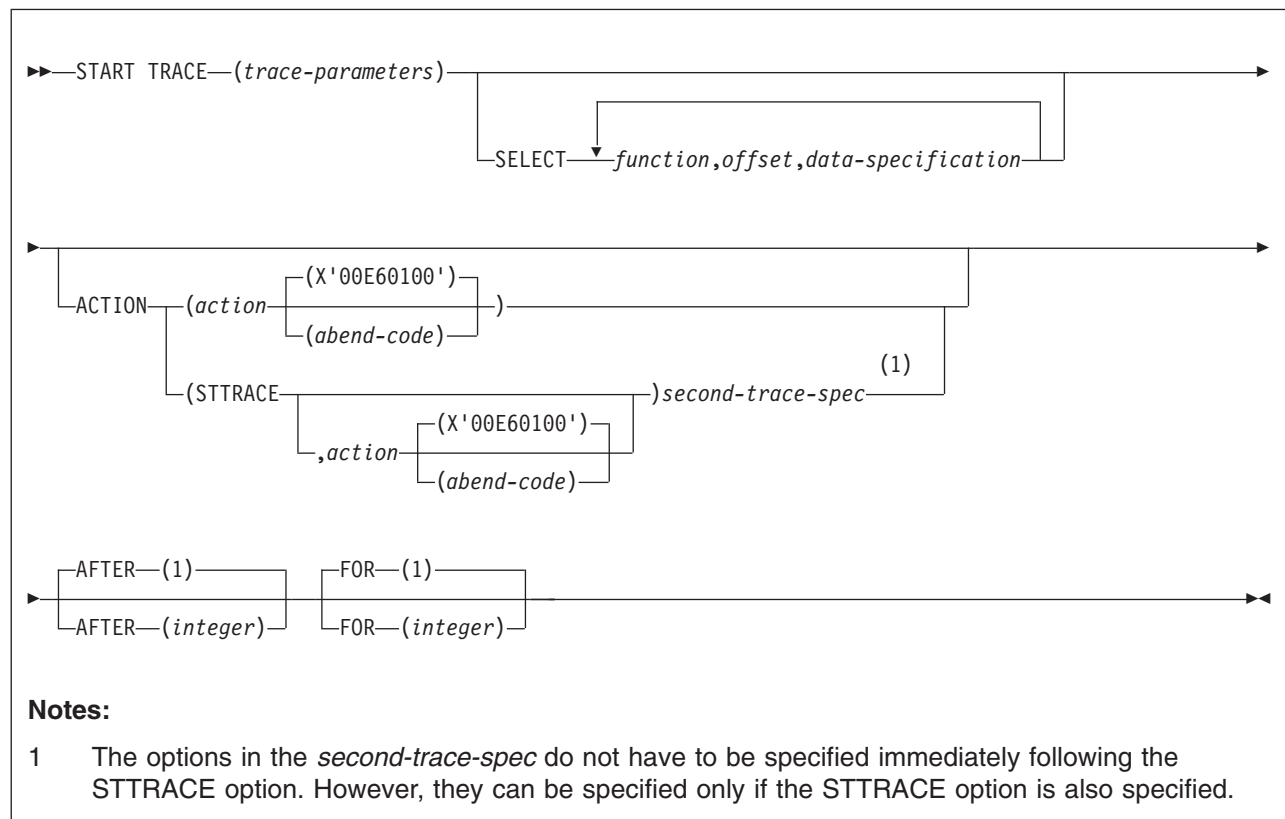 START TRACE (trace-parameters)
SELECT function,offset,data-specification
ACTION (action (X'00E60100') )
(abend-code)
(1)
(STTRACE )second-trace-spec
(X'00E60100')
,action
(abend-code)
AFTER (1) FOR (1)
AFTER (integer) FOR (integer)
Notes:
1 The options in the second-trace-spec do not have to be specified immediately following the
STTRACE option. However, they can be specified only if the STTRACE option is also specified.